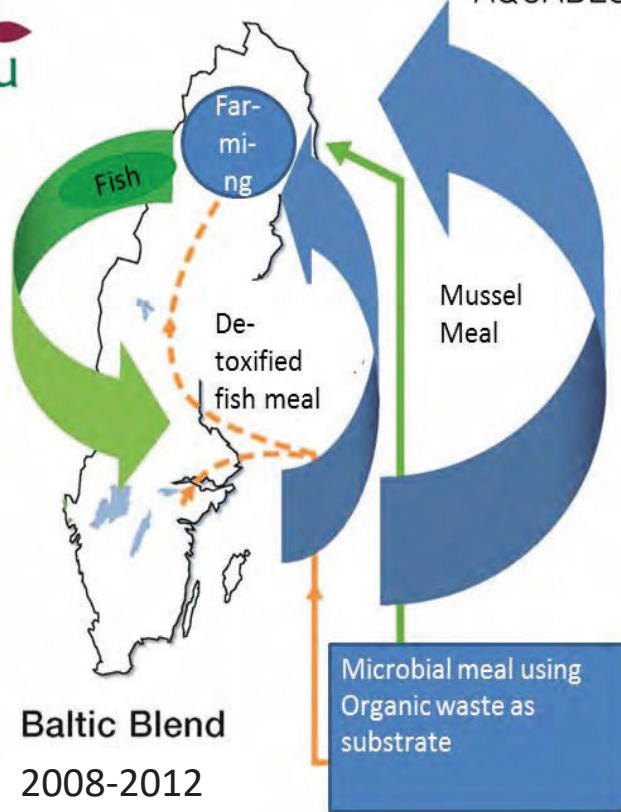 Far-
mi-
ng
Fish
De-
toxified
fish meal
Mussel
Meal
Microbial meal using
Organic waste as
substrate
Baltic Blend
2008-2012